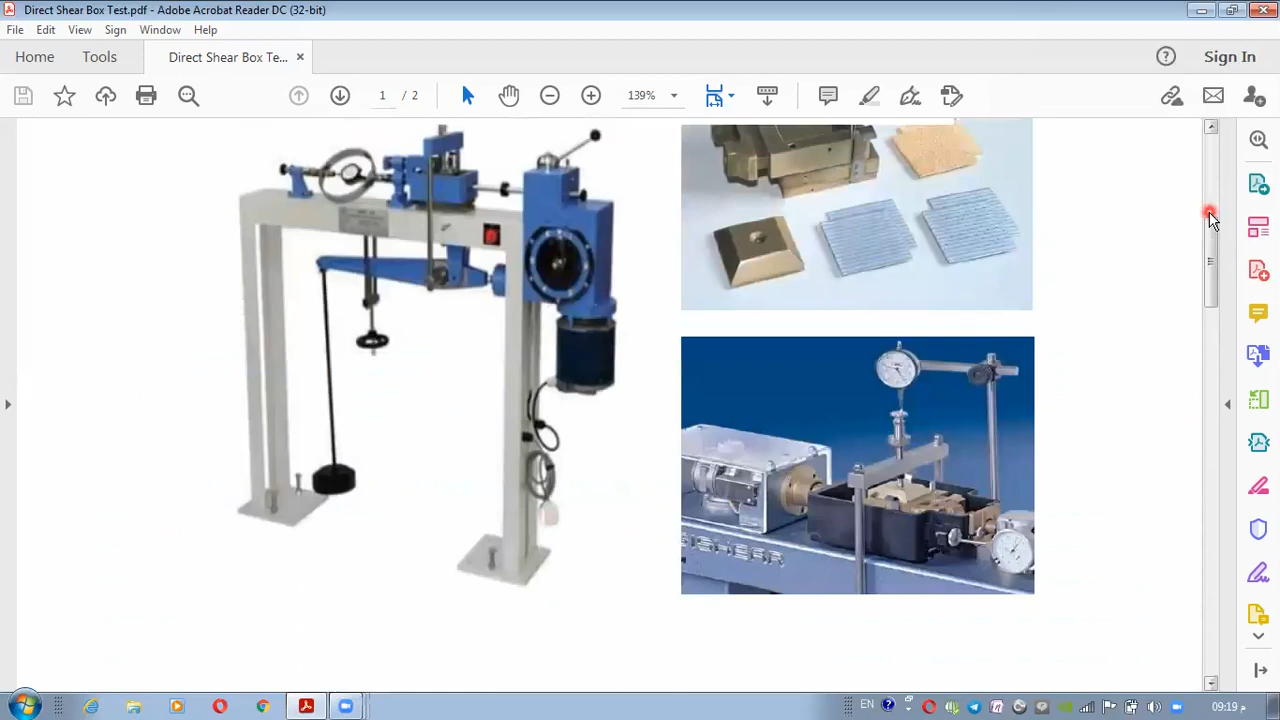 Direct Shear Box Test.pdf - Adobe Acrobat Reader DC (32-bit)
File Edit View Sign Window Help
Home Tools Direct Shear Box Te... × Sign In
1 / 2 139%
SHEAR
EN 09:19 م